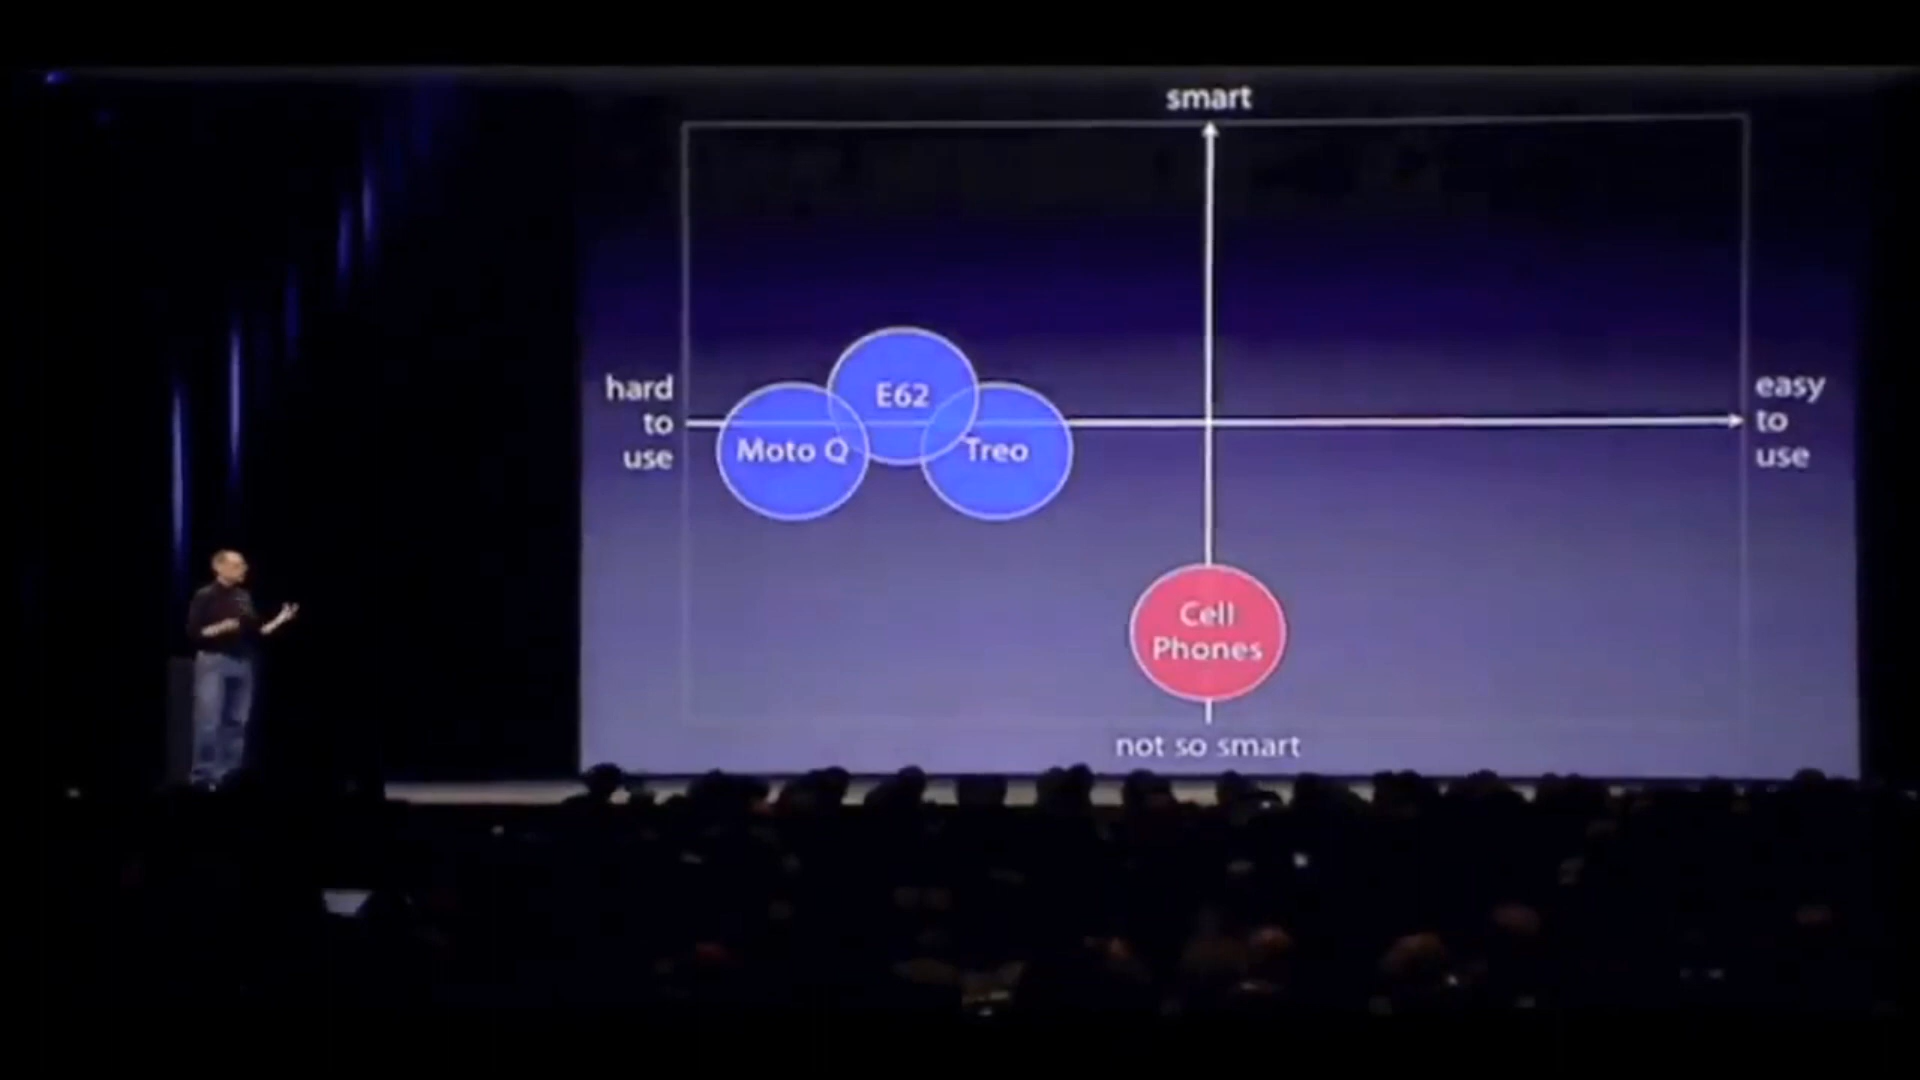 smart
hard
to
use
easy
to
use
E62
Moto Q
Treo
Cell
Phones
not so smart